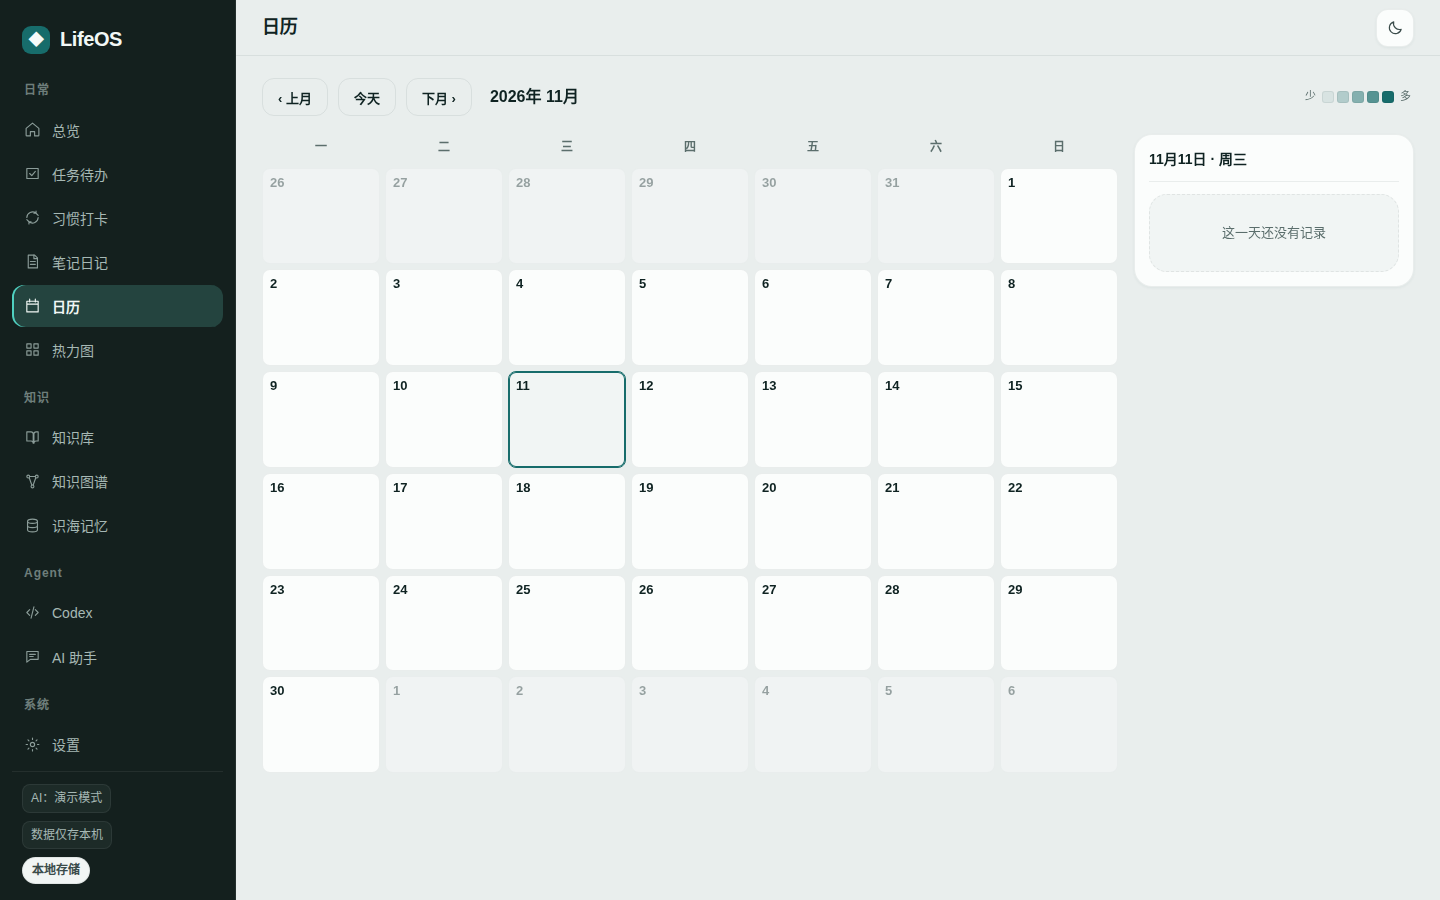 LifeOS
日常
总览
任务待办
习惯打卡
笔记日记
日历
热力图
知识
知识库
知识图谱
识海记忆
Agent
Codex
AI 助手
系统
设置
AI：演示模式
数据仅存本机
本地存储
日历
‹ 上月 今天 下月 › 2026年 11月 少 多
一 二 三 四 五 六 日
26 27 28 29 30 31 1
2 3 4 5 6 7 8
9 10 11 12 13 14 15
16 17 18 19 20 21 22
23 24 25 26 27 28 29
30 1 2 3 4 5 6
11月11日 · 周三
这一天还没有记录